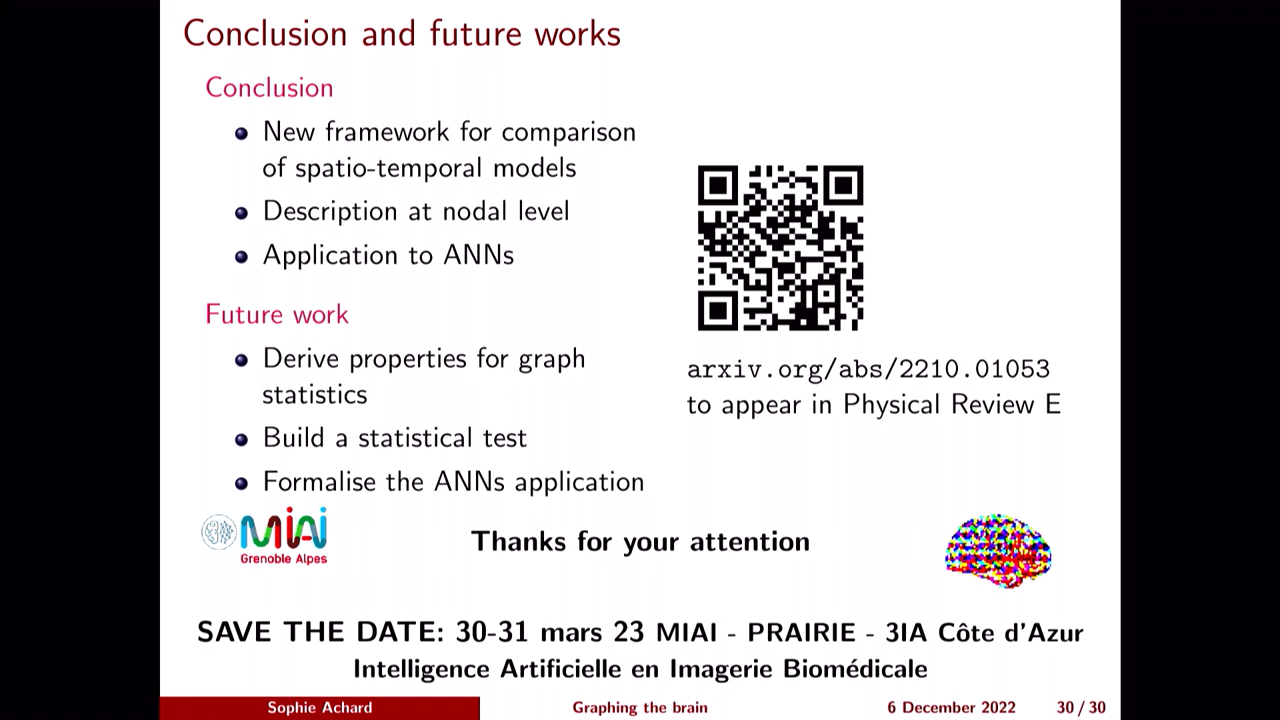 Conclusion and future works
Conclusion
New framework for comparison
of spatio-temporal models
Description at nodal level
Application to ANNs
Future work
Derive properties for graph
statistics
Build a statistical test
Formalise the ANNs application
arxiv.org/abs/2210.01053
to appear in Physical Review E
MIAI
Grenoble Alpes
Thanks for your attention
SAVE THE DATE: 30-31 mars 23 MIAI - PRAIRIE - 3IA Côte d'Azur
Intelligence Artificielle en Imagerie Biomédicale
Sophie Achard Graphing the brain 6 December 2022 30 / 30